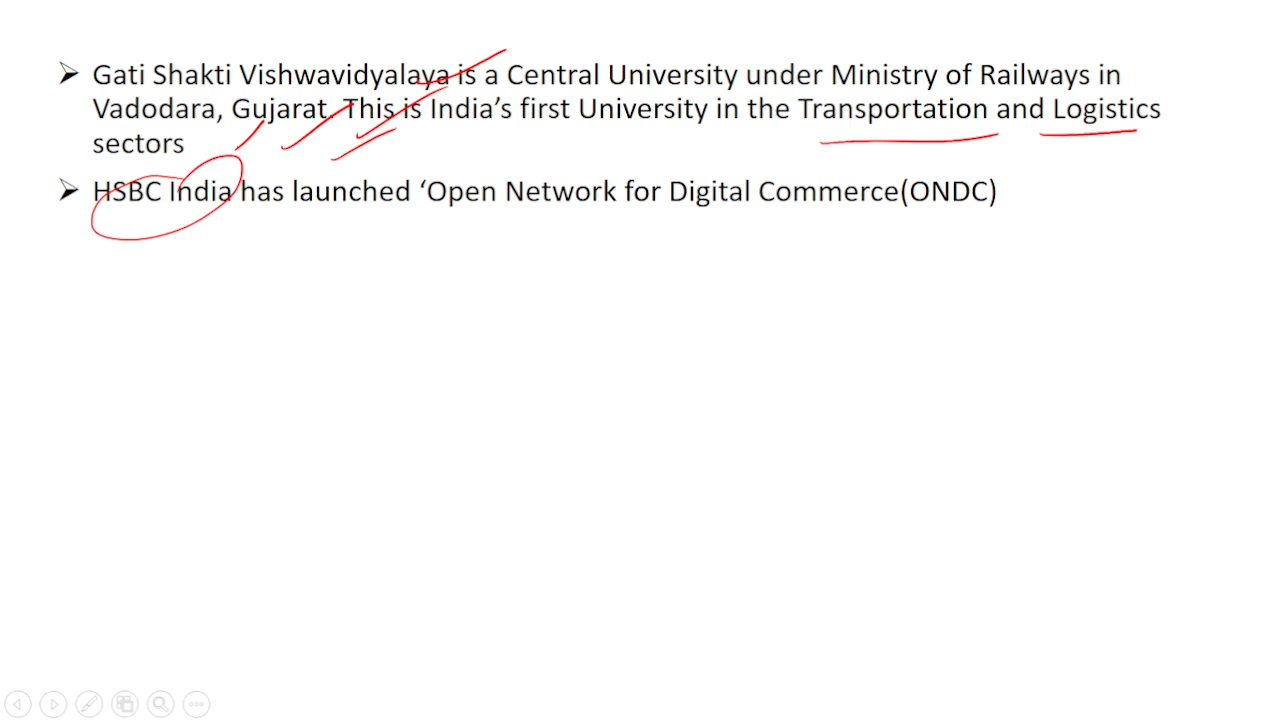 Gati Shakti Vishwavidyalaya is a Central University under Ministry of Railways in
Vadodara, Gujarat. This is India’s first University in the Transportation and Logistics
sectors
HSBC India has launched ‘Open Network for Digital Commerce(ONDC)